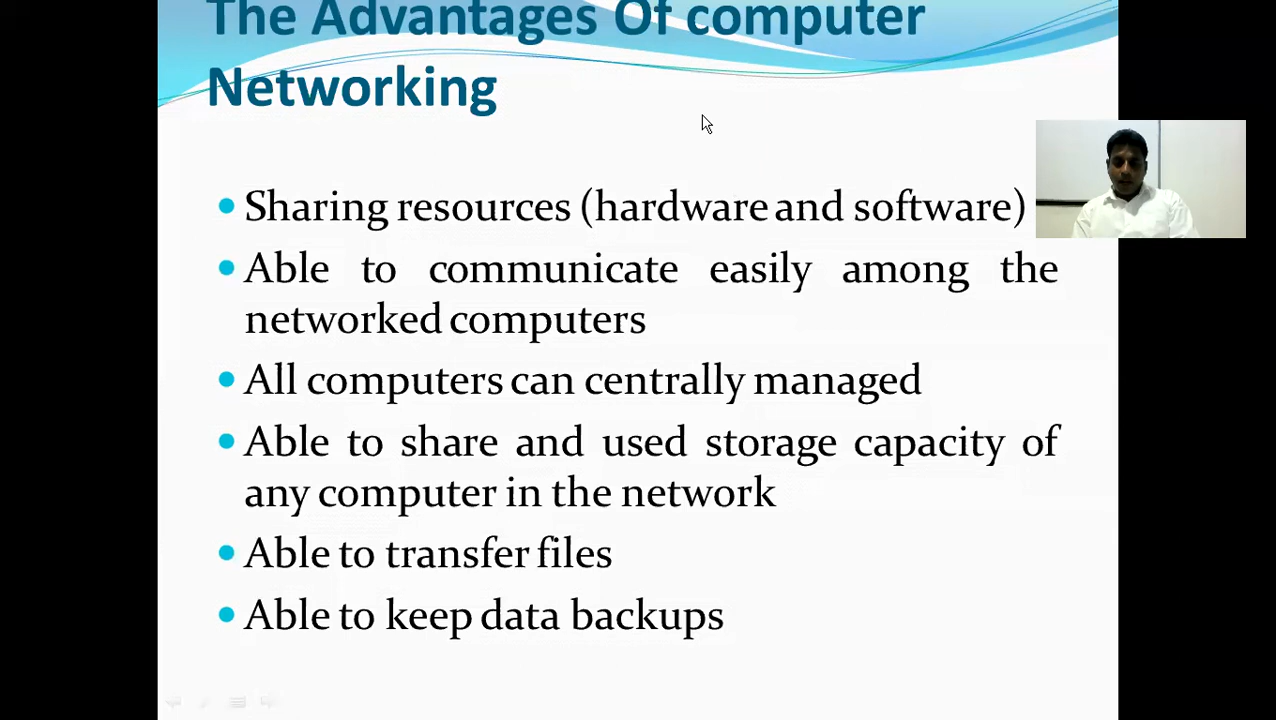 The Advantages Of computer
Networking
Sharing resources (hardware and software)
Able to communicate easily among the
networked computers
All computers can centrally managed
Able to share and used storage capacity of
any computer in the network
Able to transfer files
Able to keep data backups